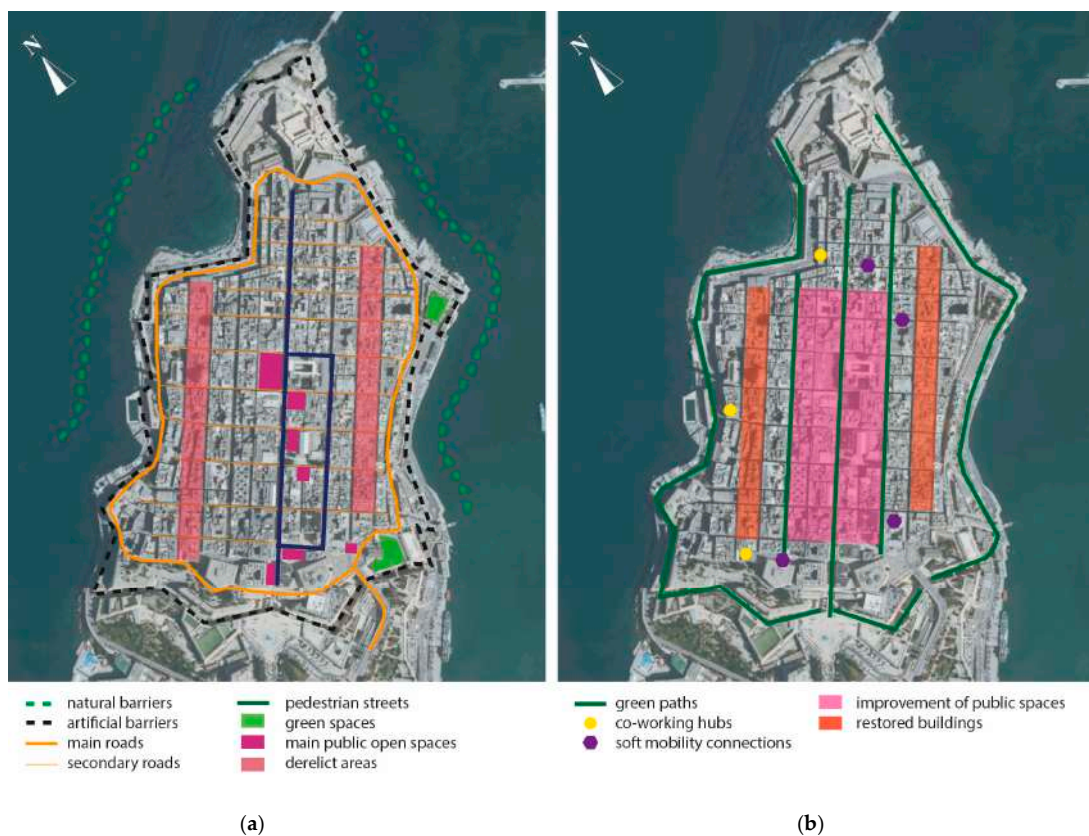 N
N
natural barriers
artificial barriers
main roads
secondary roads
pedestrian streets
green spaces
main public open spaces
derelict areas
green paths
co-working hubs
soft mobility connections
improvement of public spaces
restored buildings
(a)
(b)